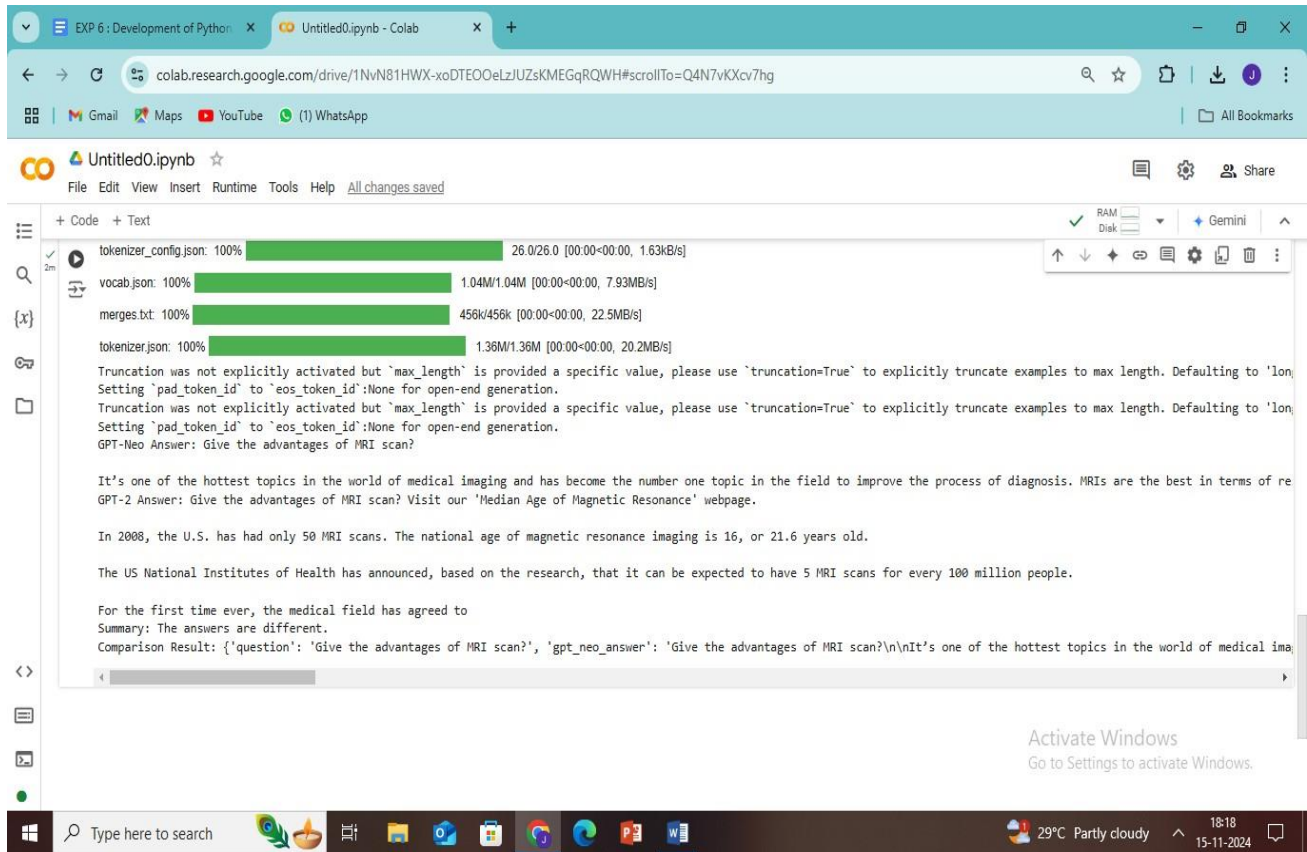 EXP 6 : Development of Python
Untitled0.ipynb - Colab
colab.research.google.com/drive/1NvN81HWX-xoDTEOOeLzJUZsKMEGqRQWH#scrollTo=Q4N7vKXcv7hg
Gmail Maps YouTube (1) WhatsApp All Bookmarks
Untitled0.ipynb
File Edit View Insert Runtime Tools Help All changes saved
Share
+ Code + Text
RAM
Disk
Gemini
2m
tokenizer_config.json: 100% 26.0/26.0 [00:00<00:00, 1.63kB/s]
vocab.json: 100% 1.04M/1.04M [00:00<00:00, 7.93MB/s]
merges.txt: 100% 456k/456k [00:00<00:00, 22.5MB/s]
tokenizer.json: 100% 1.36M/1.36M [00:00<00:00, 20.2MB/s]
Truncation was not explicitly activated but `max_length` is provided a specific value, please use `truncation=True` to explicitly truncate examples to max length. Defaulting to 'lon
Setting `pad_token_id` to `eos_token_id`:None for open-end generation.
Truncation was not explicitly activated but `max_length` is provided a specific value, please use `truncation=True` to explicitly truncate examples to max length. Defaulting to 'lon
Setting `pad_token_id` to `eos_token_id`:None for open-end generation.
GPT-Neo Answer: Give the advantages of MRI scan?
It’s one of the hottest topics in the world of medical imaging and has become the number one topic in the field to improve the process of diagnosis. MRIs are the best in terms of re
GPT-2 Answer: Give the advantages of MRI scan? Visit our 'Median Age of Magnetic Resonance' webpage.
In 2008, the U.S. has had only 50 MRI scans. The national age of magnetic resonance imaging is 16, or 21.6 years old.
The US National Institutes of Health has announced, based on the research, that it can be expected to have 5 MRI scans for every 100 million people.
For the first time ever, the medical field has agreed to
Summary: The answers are different.
Comparison Result: {'question': 'Give the advantages of MRI scan?', 'gpt_neo_answer': 'Give the advantages of MRI scan?\n\nIt’s one of the hottest topics in the world of medical ima
Activate Windows
Go to Settings to activate Windows.
Type here to search
29°C Partly cloudy
18:18
15-11-2024